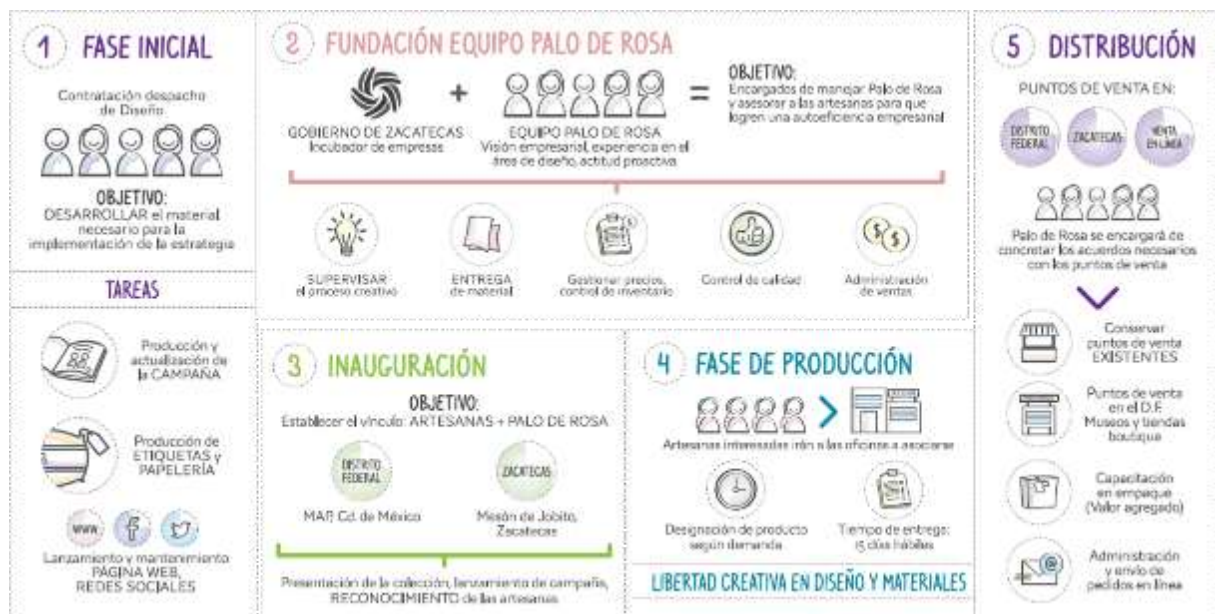 1 FASE INICIAL
Contratación despacho
de Diseño
OBJETIVO:
DESARROLLAR el material
necesario para la
implementación de la estrategia
TAREAS
Producción y
actualización de
la CAMPAÑA
Producción de
ETIQUETAS y
PAPELERÍA
www
Lanzamiento y mantenimiento
PÁGINA WEB,
REDES SOCIALES
2 FUNDACIÓN EQUIPO PALO DE ROSA
GOBIERNO DE ZACATECAS
Incubador de empresas
+
EQUIPO PALO DE ROSA
Visión empresarial, experiencia en el
área de diseño, actitud proactiva
=
OBJETIVO:
Encargados de manejar Palo de Rosa
y asesorar a las artesanas para que
logren una autoeficiencia empresarial
SUPERVISAR
el proceso creativo
ENTREGA
de material
Gestionar precios,
control de inventario
Control de calidad
Administración
de ventas
3 INAUGURACIÓN
OBJETIVO:
Establecer el vínculo: ARTESANAS + PALO DE ROSA
DISTRITO
FEDERAL
MAP, Cd. de México
ZACATECAS
Mesón de Jobito,
Zacatecas
Presentación de la colección, lanzamiento de campaña,
RECONOCIMIENTO de las artesanas
4 FASE DE PRODUCCIÓN
Artesanas interesadas irán a las oficinas a asociarse
Designación de producto
según demanda
Tiempo de entrega:
15 días hábiles
LIBERTAD CREATIVA EN DISEÑO Y MATERIALES
5 DISTRIBUCIÓN
PUNTOS DE VENTA EN:
DISTRITO
FEDERAL
ZACATECAS
VENTA
EN LÍNEA
Palo de Rosa se encargará de
concretar los acuerdos necesarios
con los puntos de venta
Conservar
puntos de venta
EXISTENTES
Puntos de venta
en el D.F.
Museos y tiendas
boutique
Capacitación
en empaque
(Valor agregado)
Administración
y envío de
pedidos en línea